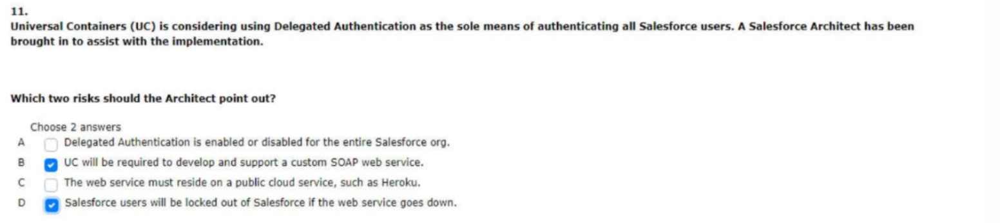 11.
Universal Containers (UC) is considering using Delegated Authentication as the sole means of authenticating all Salesforce users. A Salesforce Architect has been
brought in to assist with the implementation.
Which two risks should the Architect point out?
Choose 2 answers
A Delegated Authentication is enabled or disabled for the entire Salesforce org.
B UC will be required to develop and support a custom SOAP web service.
C The web service must reside on a public cloud service, such as Heroku.
D Salesforce users will be locked out of Salesforce if the web service goes down.